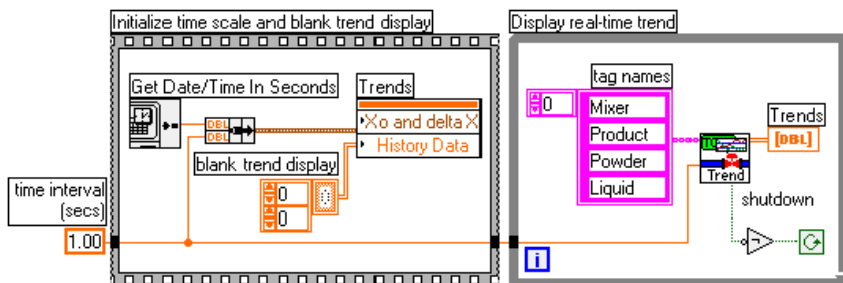 Initialize time scale and blank trend display
Get Date/Time In Seconds
Trends
DBL
DBL
Xo and delta X
History Data
blank trend display
0
0
0
time interval
(secs)
1.00
Display real-time trend
tag names
0
Mixer
Product
Powder
Liquid
Trend
Trends
[DBL]
shutdown
i